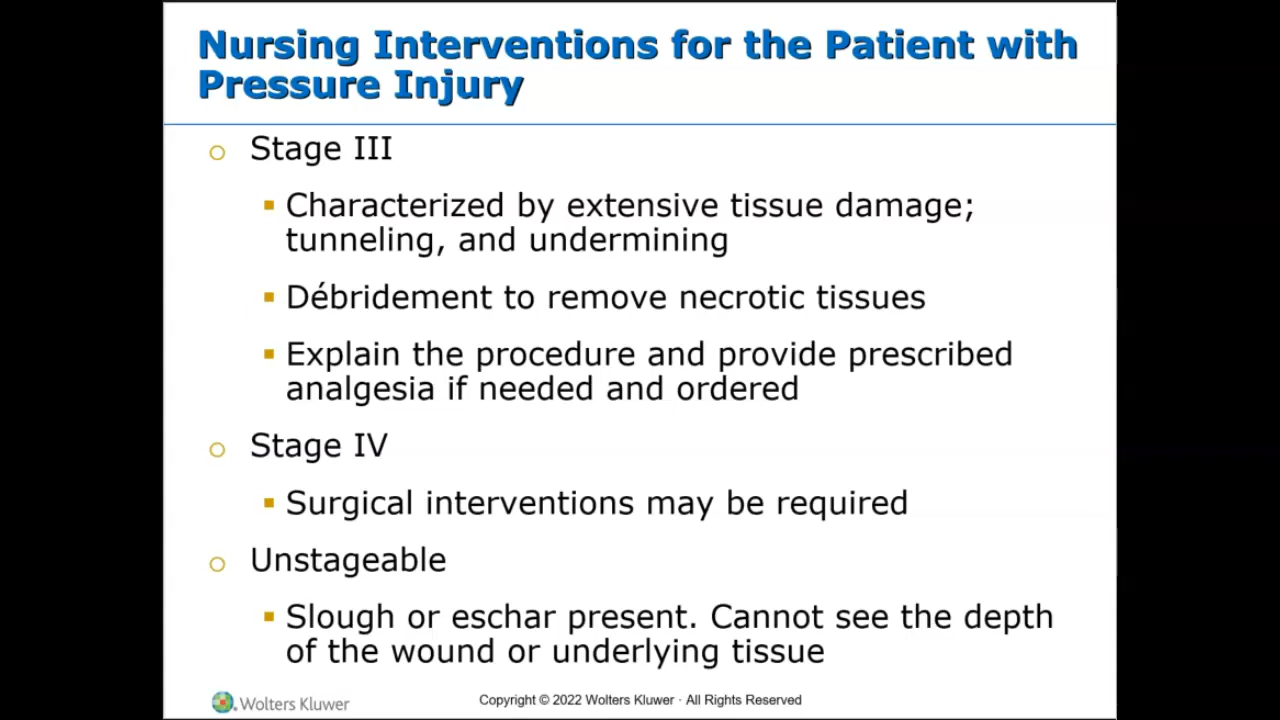 Nursing Interventions for the Patient with
Pressure Injury
Stage III
Characterized by extensive tissue damage;
tunneling, and undermining
Débridement to remove necrotic tissues
Explain the procedure and provide prescribed
analgesia if needed and ordered
Stage IV
Surgical interventions may be required
Unstageable
Slough or eschar present. Cannot see the depth
of the wound or underlying tissue
Wolters Kluwer
Copyright © 2022 Wolters Kluwer · All Rights Reserved